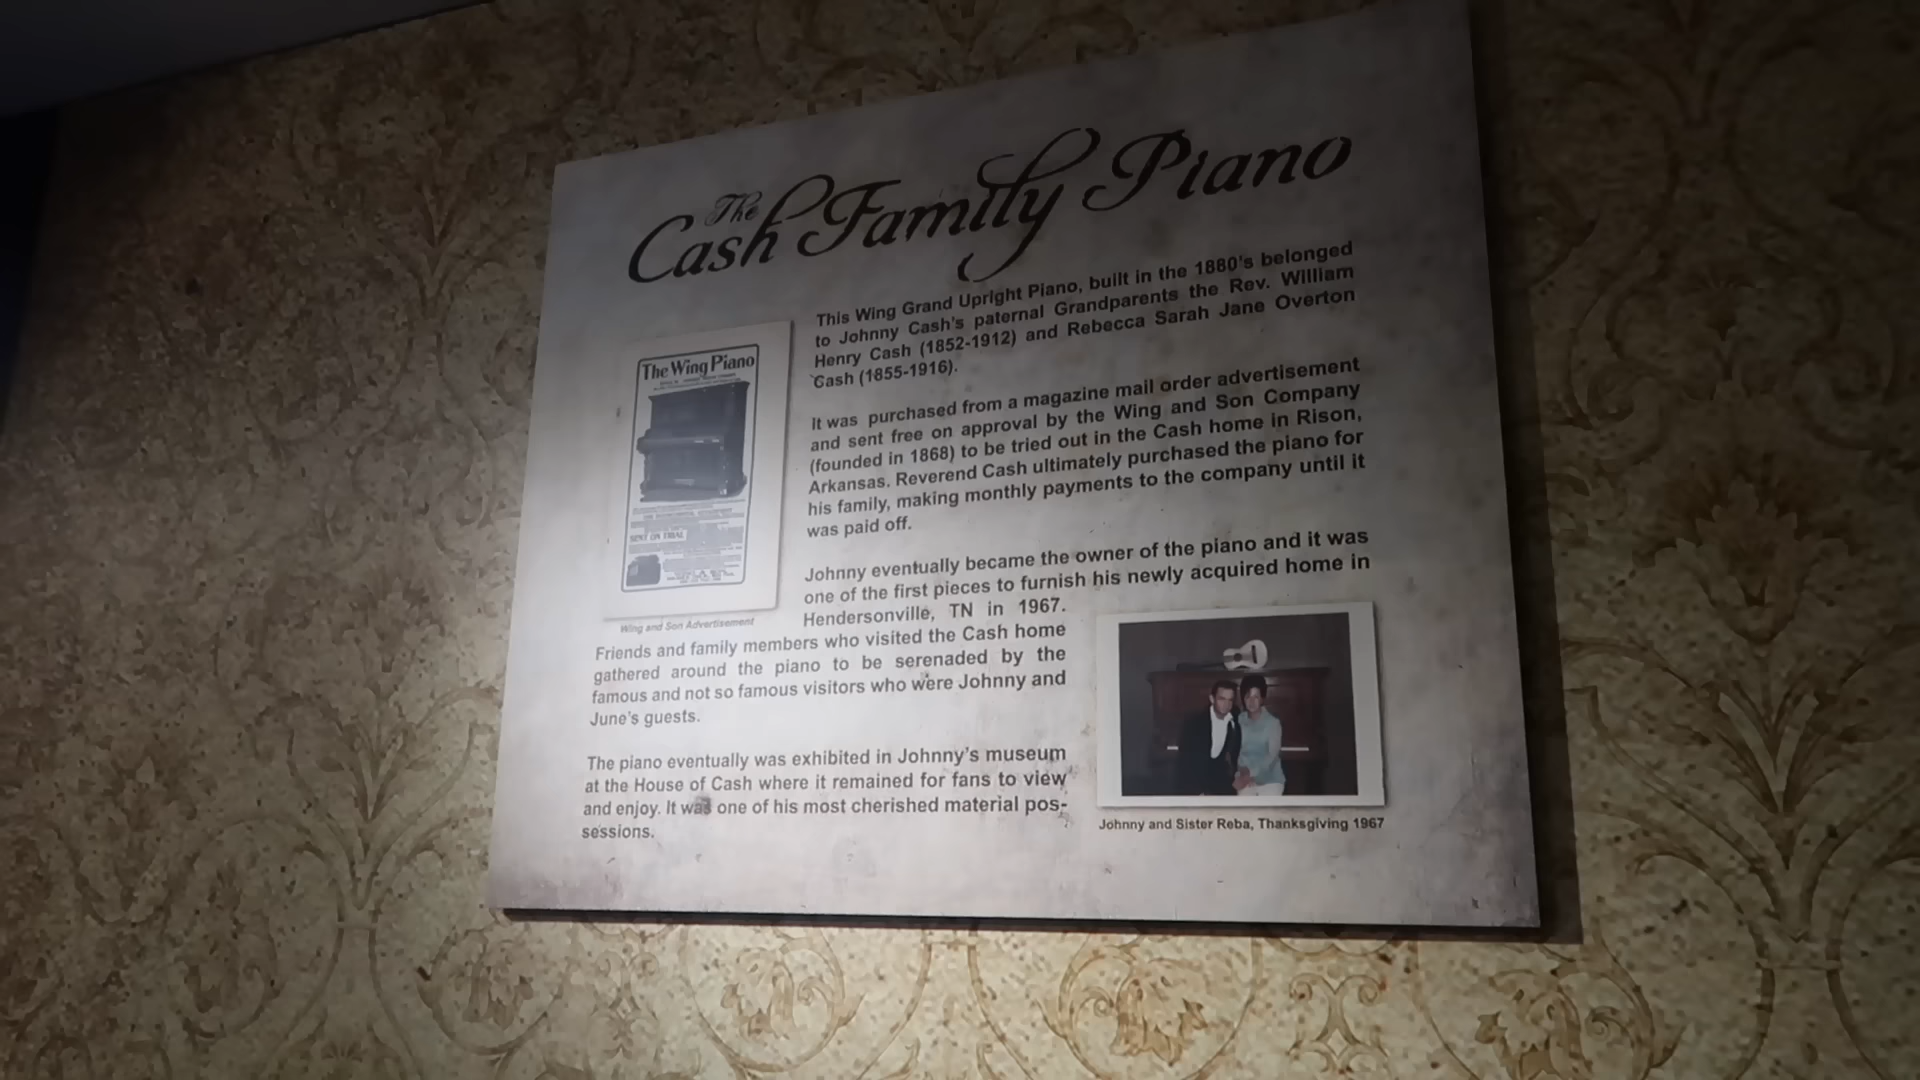 The
Cash Family Piano
This Wing Grand Upright Piano, built in the 1880's belonged
to Johnny Cash's paternal Grandparents the Rev. William
Henry Cash (1852-1912) and Rebecca Sarah Jane Overton
Cash (1855-1916).
It was purchased from a magazine mail order advertisement
and sent free on approval by the Wing and Son Company
(founded in 1868) to be tried out in the Cash home in Rison,
Arkansas. Reverend Cash ultimately purchased the piano for
his family, making monthly payments to the company until it
was paid off.
The Wing Piano
SENT ON TRIAL
Wing and Son Advertisement
Johnny eventually became the owner of the piano and it was
one of the first pieces to furnish his newly acquired home in
Hendersonville, TN in 1967.
Friends and family members who visited the Cash home
gathered around the piano to be serenaded by the
famous and not so famous visitors who were Johnny and
June's guests.
The piano eventually was exhibited in Johnny's museum
at the House of Cash where it remained for fans to view
and enjoy. It was one of his most cherished material pos-
sessions.
Johnny and Sister Reba, Thanksgiving 1967